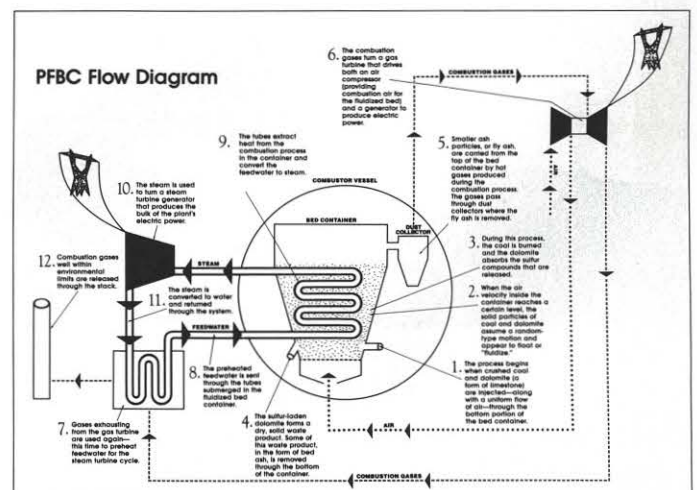 PFBC Flow Diagram
6. The combustion
gases turn a gas
turbine that drives
both an air
compressor
(providing
combustion air for
the fluidized bed)
and a generator to
produce electric
power.
COMBUSTION GASES
9. The tubes extract
heat from the
combustion process
in the container and
convert the
feedwater to steam.
5. Smaller ash
particles, or fly ash,
are carried from the
top of the bed
container by hot
gases produced
during the
combustion process.
The gases pass
through dust
collectors where the
fly ash is removed.
AIR
COMBUSTOR VESSEL
10. The steam is used
to turn a steam
turbine generator
that produces the
bulk of the plant's
electric power.
BED CONTAINER
DUST
COLLECTOR
3. During this process,
the coal is burned
and the dolomite
absorbs the sulfur
compounds that are
released.
12. Combustion gases
well within
environmental
limits are released
through the stack.
STEAM
11. The steam is
converted to water
and returned
through the system.
2. When the air
velocity inside the
container reaches a
certain level, the
solid particles of
coal and dolomite
assume a random-
type motion and
appear to float or
"fluidize."
FEEDWATER
8. The preheated
feedwater is sent
through the tubes
submerged in the
fluidized bed
container.
1. The process begins
when crushed coal
and dolomite (a
form of limestone)
are injected—along
with a uniform flow
of air—through the
bottom portion of
the bed container.
7. Gases exhausting
from the gas turbine
are used again—
this time to preheat
feedwater for the
steam turbine cycle.
4. The sulfur-laden
dolomite forms a
dry, solid waste
product. Some of
this waste product,
in the form of bed
ash, is removed
through the bottom
of the container.
AIR
COMBUSTION GASES